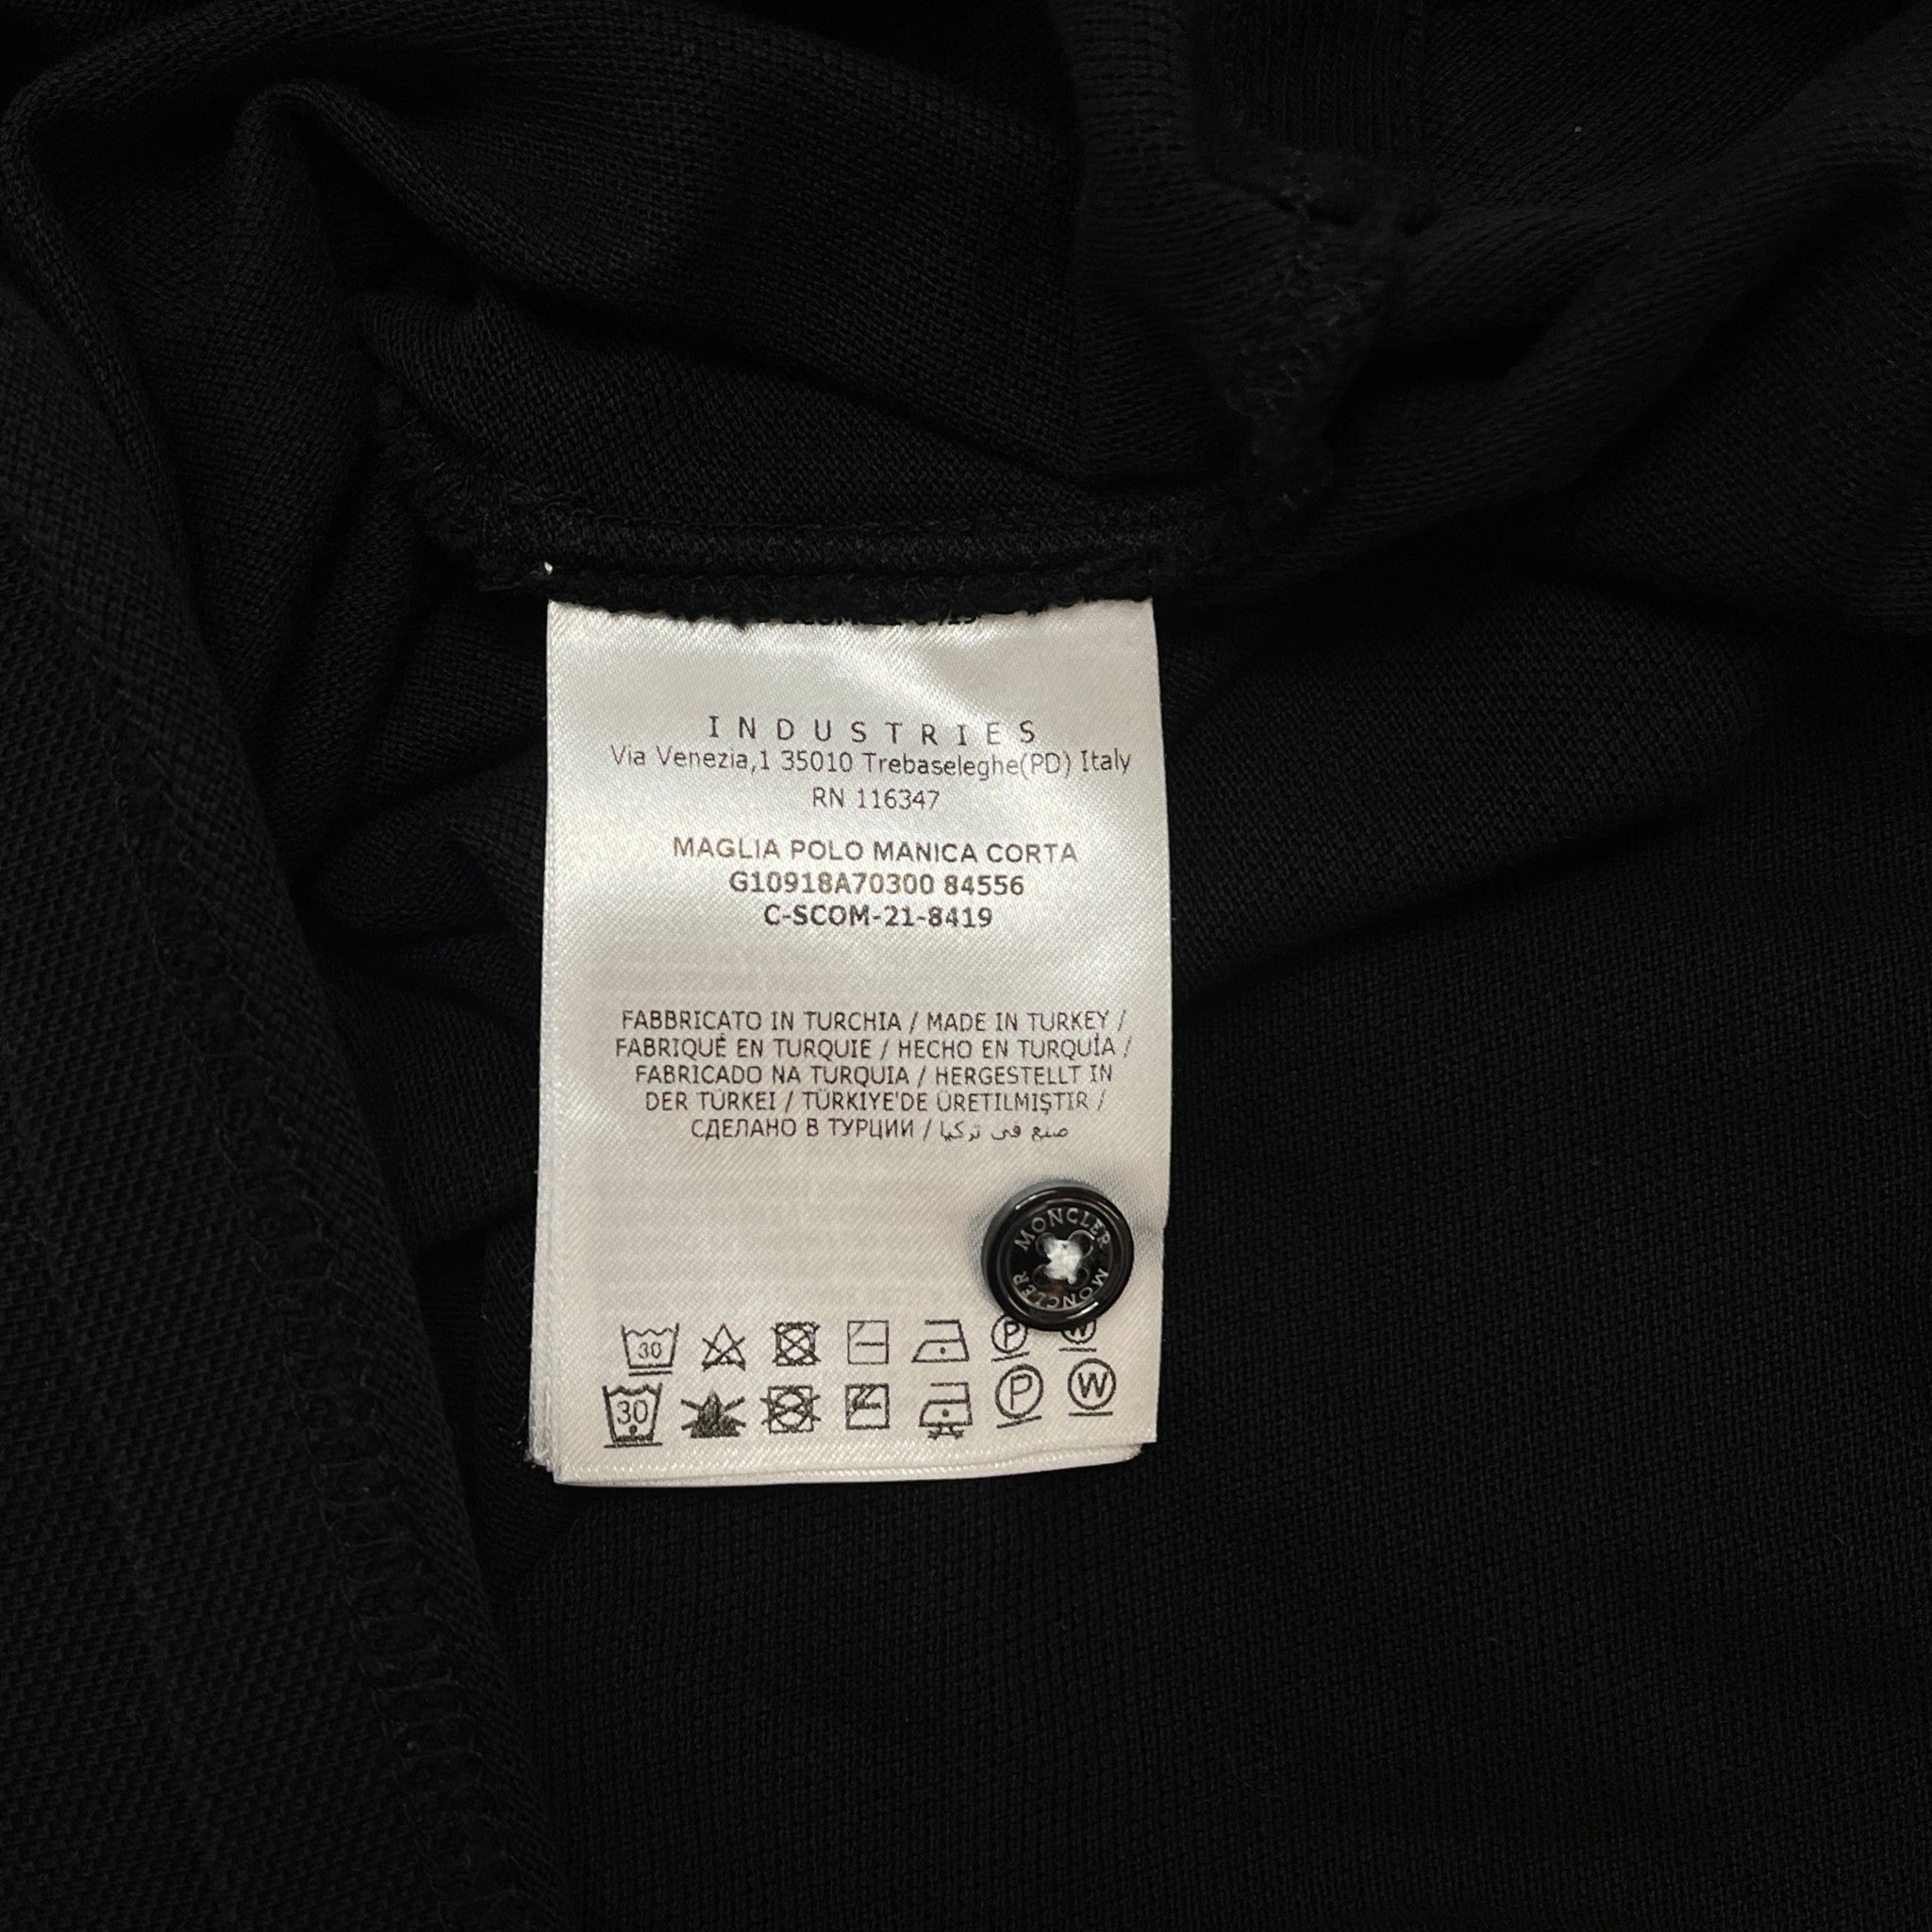 INDUSTRIES
Via Venezia,1 35010 Trebaseleghe(PD) Italy
RN 116347
MAGLIA POLO MANICA CORTA
G10918A70300 84556
C-SCOM-21-8419
FABBRICATO IN TURCHIA / MADE IN TURKEY /
FABRIQUÉ EN TURQUIE / HECHO EN TURQUÍA /
FABRICADO NA TURQUIA / HERGESTELLT IN
DER TÜRKEI / TÜRKIYE'DE ÜRETILMIŞTIR /
СДЕЛАНО В ТУРЦИИ / صنع في تركيا
MONCLER MONCLER
30 P W
30 P W